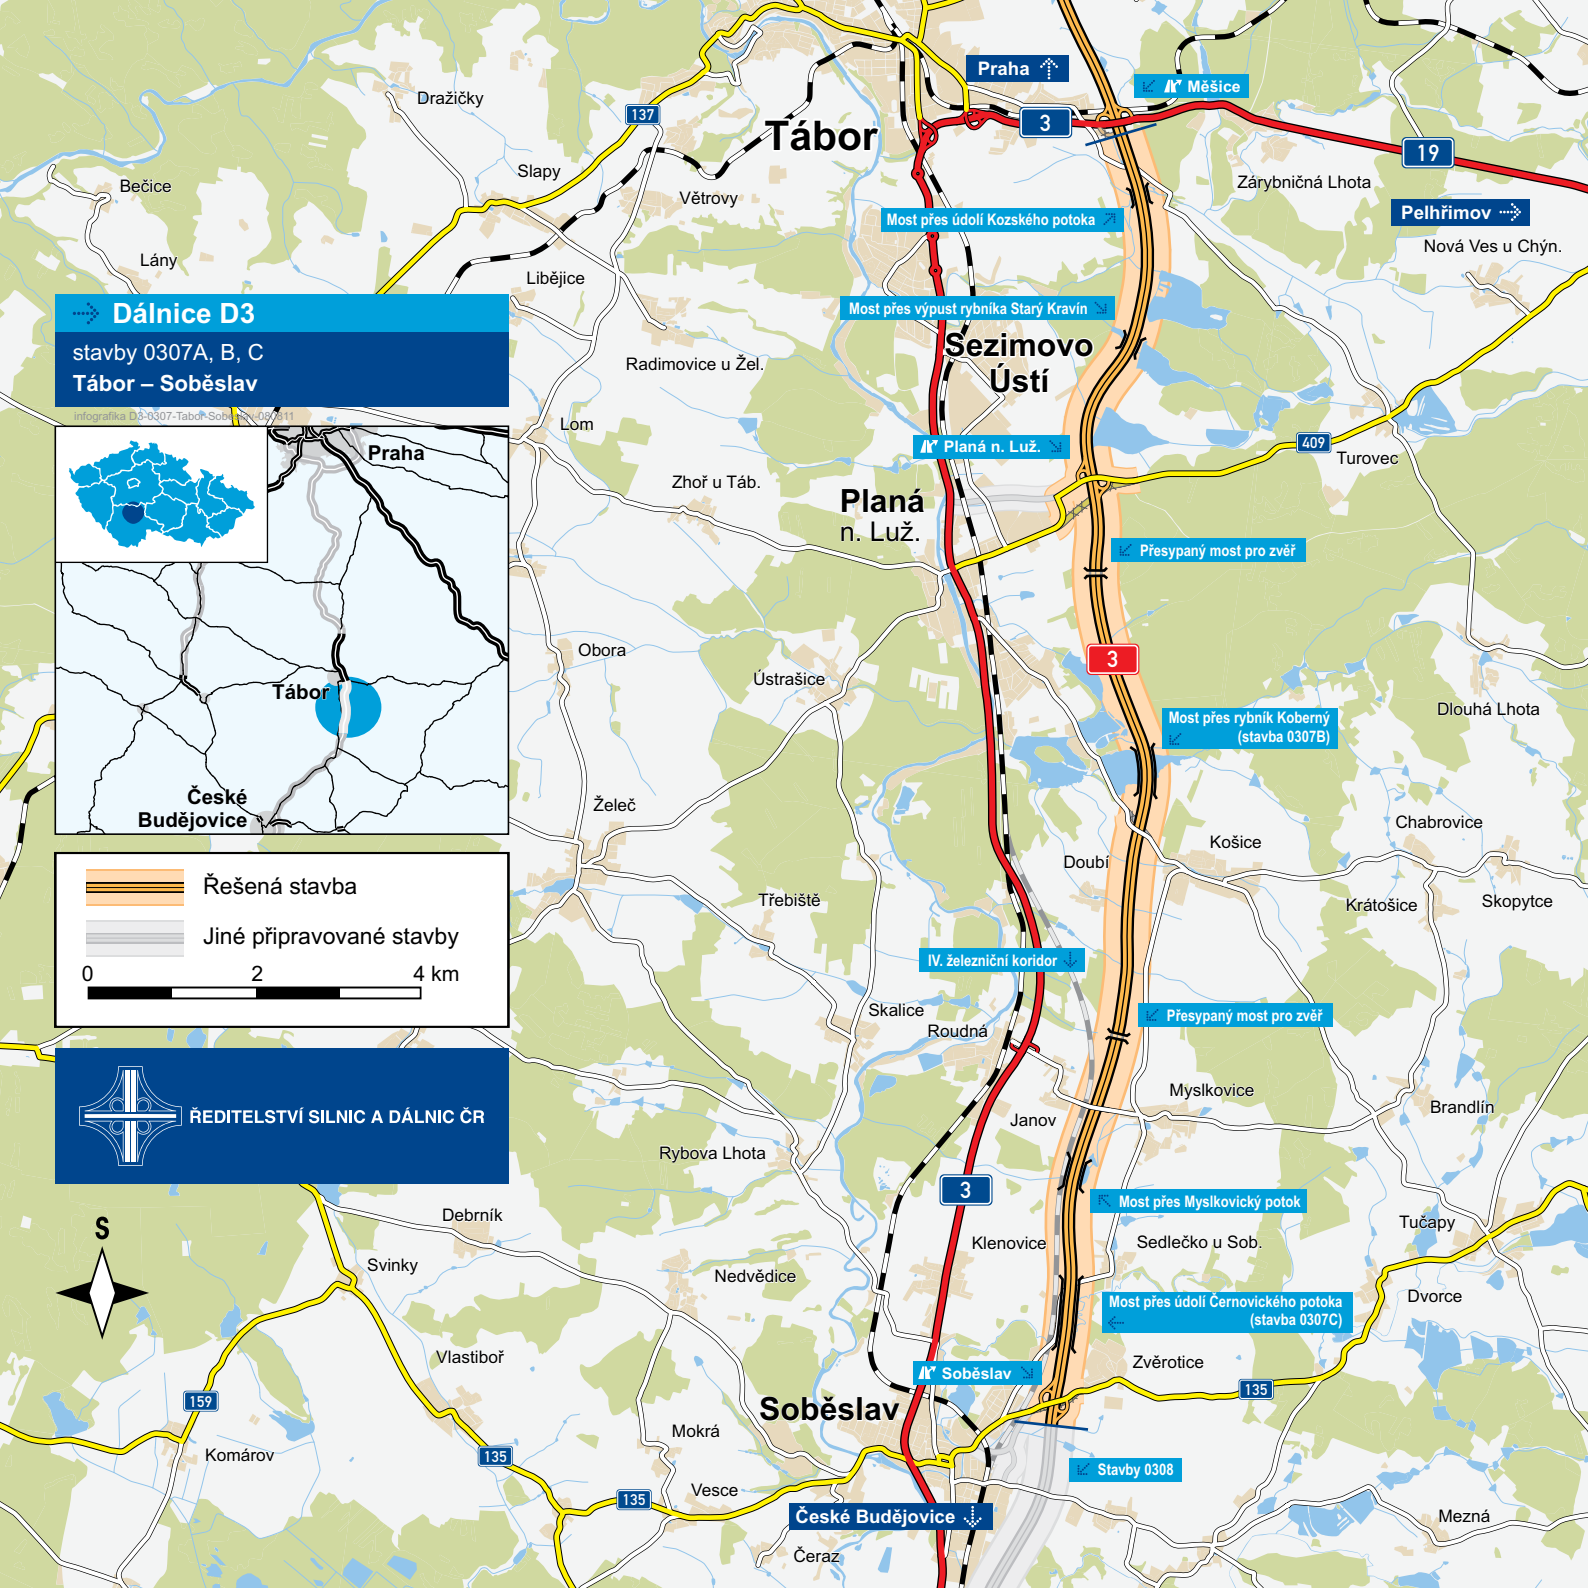 Praha
Měšice
Dražičky
137
3
Tábor
19
Slapy
Bečice
Zárybničná Lhota
Větrovy
Pelhřimov
Most přes údolí Kozského potoka
Nová Ves u Chýn.
Lány
Libějice
Dálnice D3
stavby 0307A, B, C
Tábor – Soběslav
infografika D3-0307-Tabor-Sobeslav-080811
Most přes výpust rybníka Starý Kravín
Sezimovo
Ústí
Radimovice u Žel.
Lom
409
Planá n. Luž.
Turovec
Praha
Zhoř u Táb.
Planá
n. Luž.
Přesypaný most pro zvěř
Obora
3
Ústrašice
Tábor
Dlouhá Lhota
Most přes rybník Koberný
(stavba 0307B)
České
Budějovice
Želeč
Chabrovice
Košice
Doubí
Řešená stavba
Třebiště
Krátošice
Skopytce
Jiné připravované stavby
IV. železniční koridor
0
2
4 km
Skalice
Přesypaný most pro zvěř
Roudná
Myslkovice
Brandlín
ŘEDITELSTVÍ SILNIC A DÁLNIC ČR
Janov
Rybova Lhota
3
Most přes Myslkovický potok
Debrník
Tučapy
S
Klenovice
Sedlečko u Sob.
Svinky
Nedvědice
Dvorce
Most přes údolí Černovického potoka
(stavba 0307C)
Vlastiboř
Zvěrotice
Soběslav
135
159
Soběslav
Mokrá
Komárov
135
Stavby 0308
Vesce
135
České Budějovice
Mezná
Čeraz